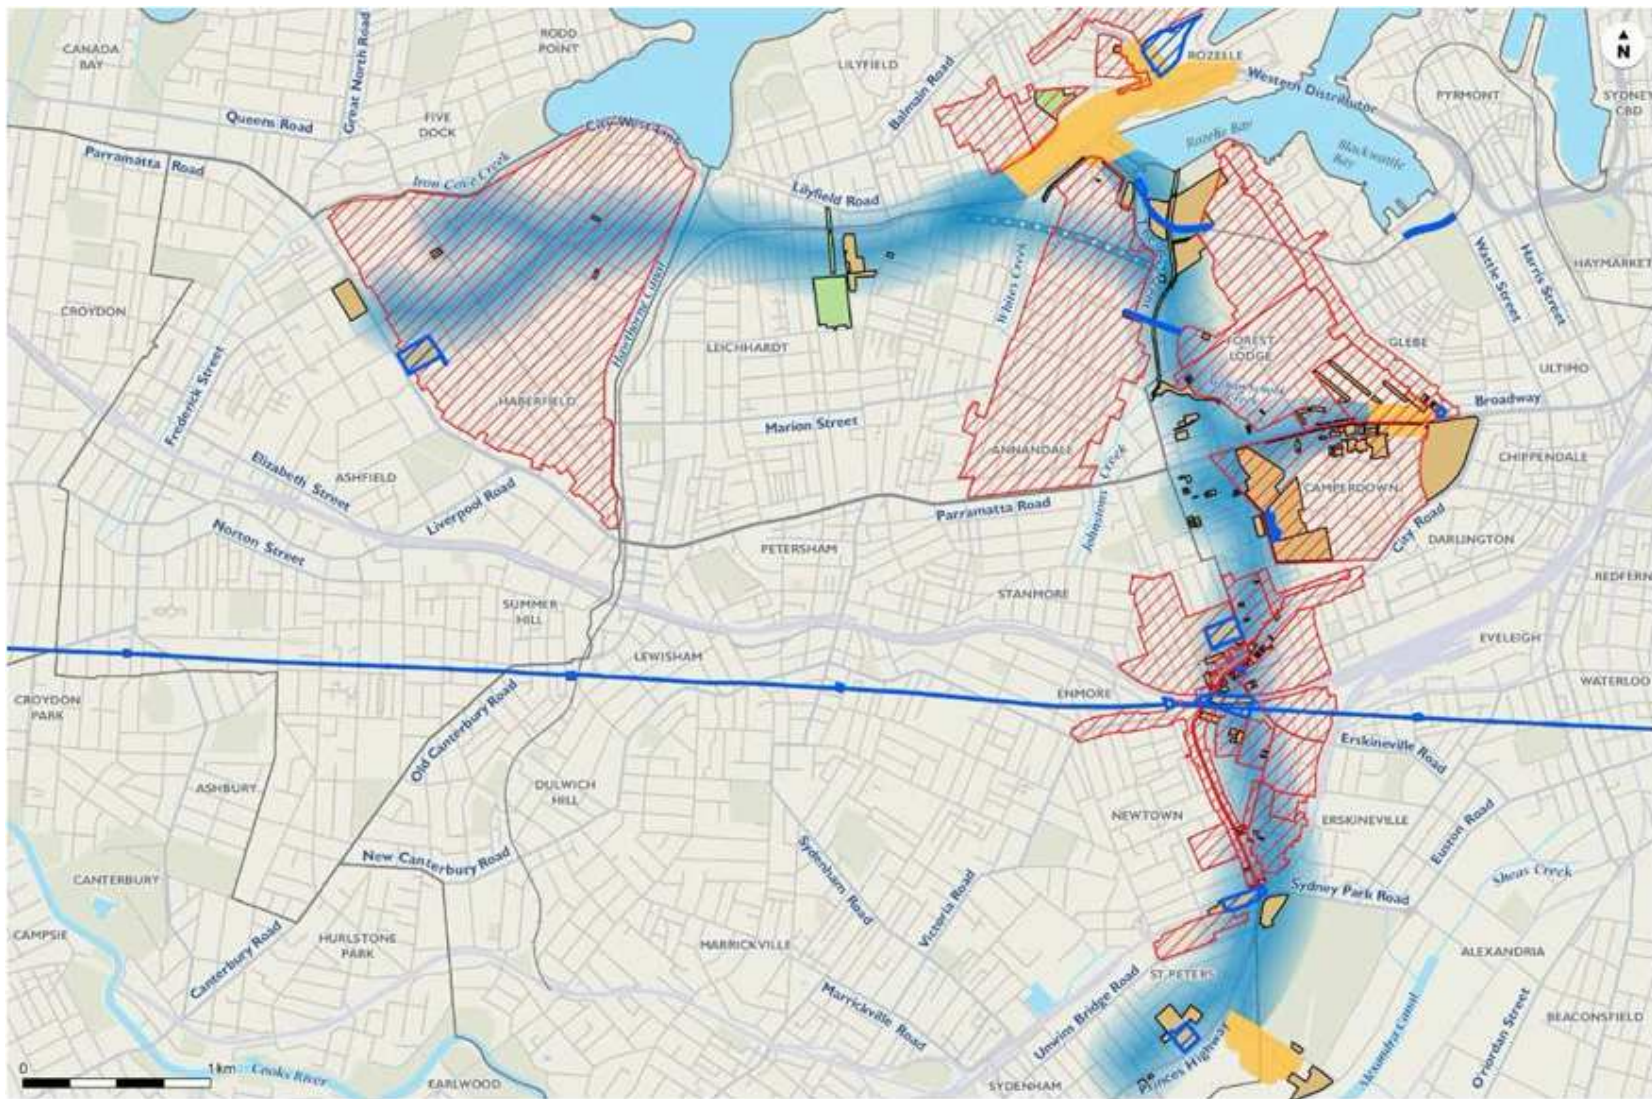 CANADA
BAY
RODD
POINT
LILYFIELD
ROZELLE
N
Great North Road
Balmain Road
Western Distributor
PYRMONT
SYDNEY
CBD
Queens Road
FIVE
DOCK
City West Link
Rozelle Bay
Blackwattle
Bay
Parramatta Road
Iron Cove Creek
Lilyfield Road
Whites Creek
Wattle Street
Harris Street
HAYMARKET
CROYDON
Hawthorne Canal
LEICHHARDT
FOREST
LODGE
GLEBE
ULTIMO
Frederick Street
HABERFIELD
Marion Street
Broadway
ANNANDALE
CHIPPENDALE
Elizabeth Street
ASHFIELD
Liverpool Road
Johnstons Creek
CAMPERDOWN
Parramatta Road
City Road
Norton Street
PETERSHAM
DARLINGTON
STANMORE
REDFERN
SUMMER
HILL
LEWISHAM
EVELEIGH
CROYDON
PARK
Old Canterbury Road
ENMORE
WATERLOO
Erskineville Road
ASHBURY
DULWICH
HILL
NEWTOWN
ERSKINEVILLE
Euston Road
New Canterbury Road
Sydenham Road
Victoria Road
Sheas Creek
CANTERBURY
Sydney Park Road
CAMPSIE
HURLSTONE
PARK
Canterbury Road
MARRICKVILLE
ALEXANDRIA
ST PETERS
Marrickville Road
Unwins Bridge Road
Princes Highway
Alexandra Canal
O'riordan Street
BEACONSFIELD
0 1km
Cooks River
EARLWOOD
SYDENHAM